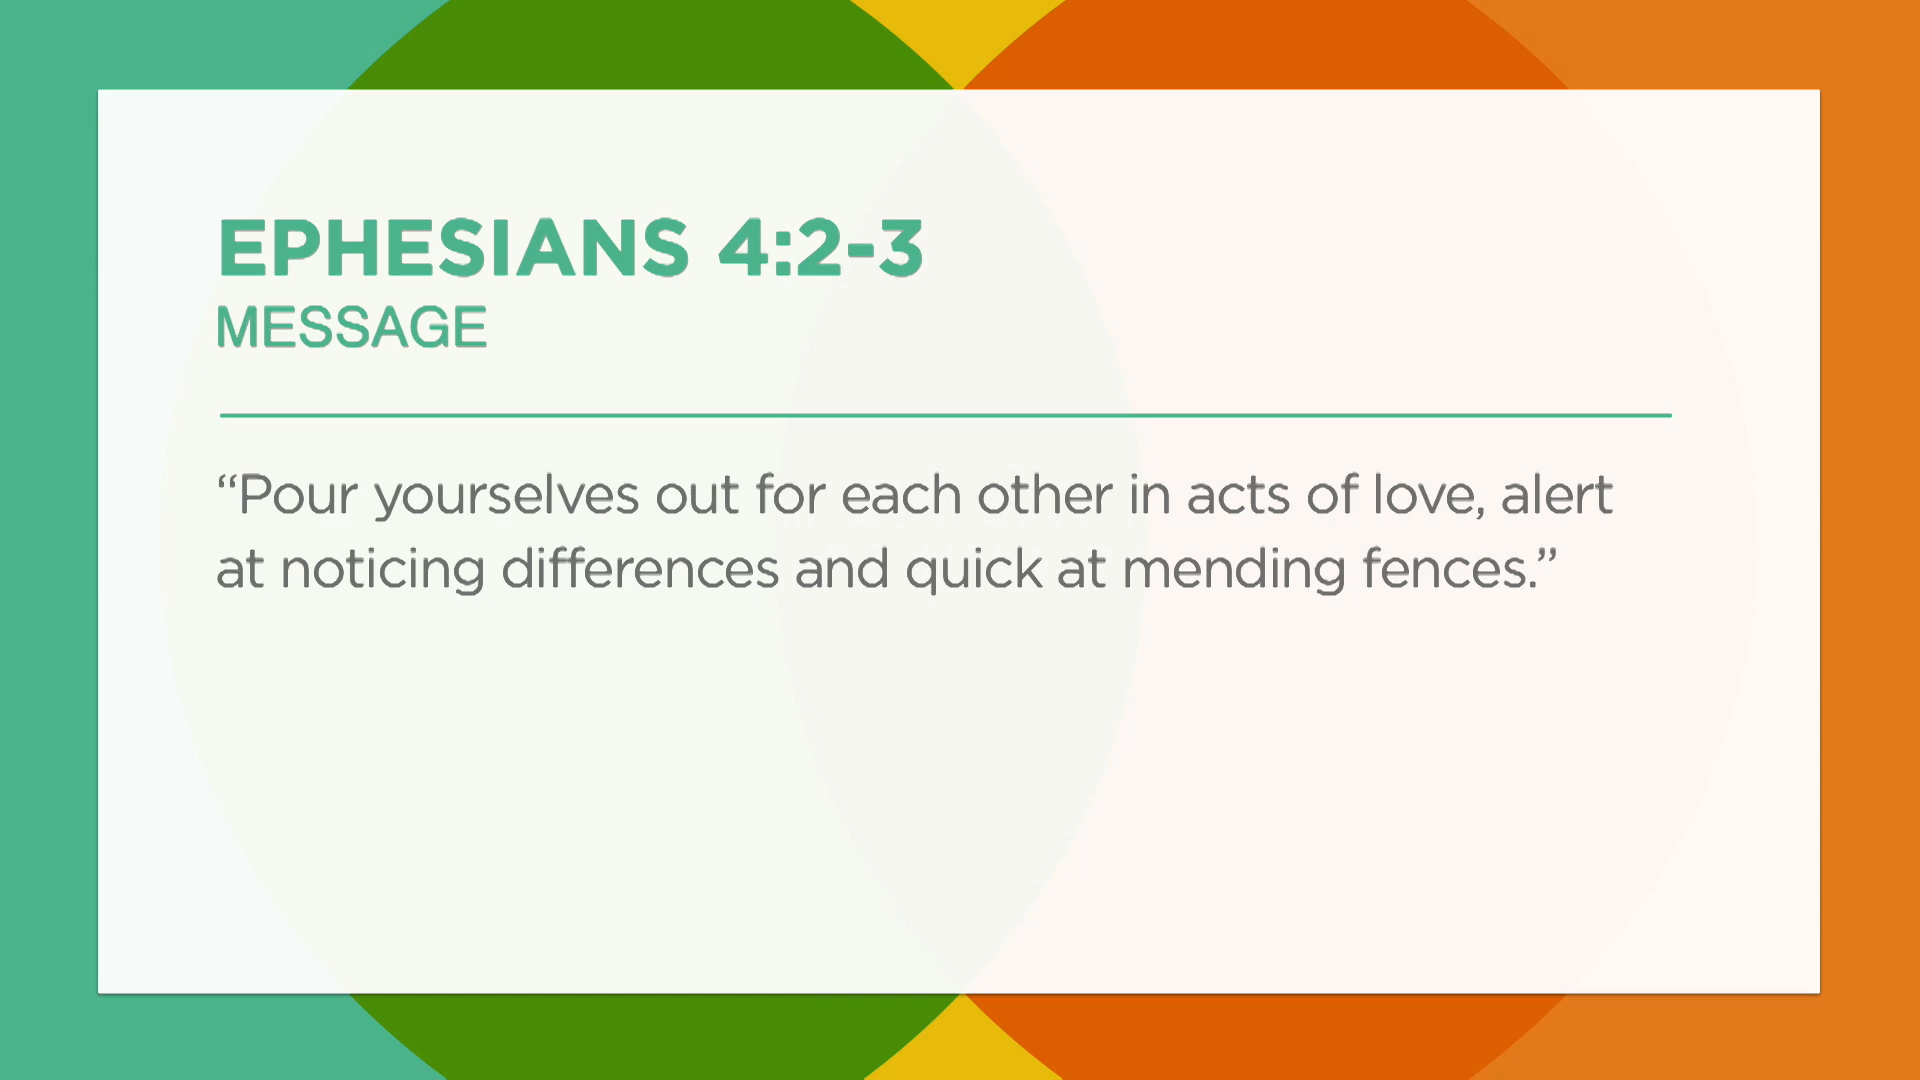 EPHESIANS 4:2-3
MESSAGE
“Pour yourselves out for each other in acts of love, alert
at noticing differences and quick at mending fences.”